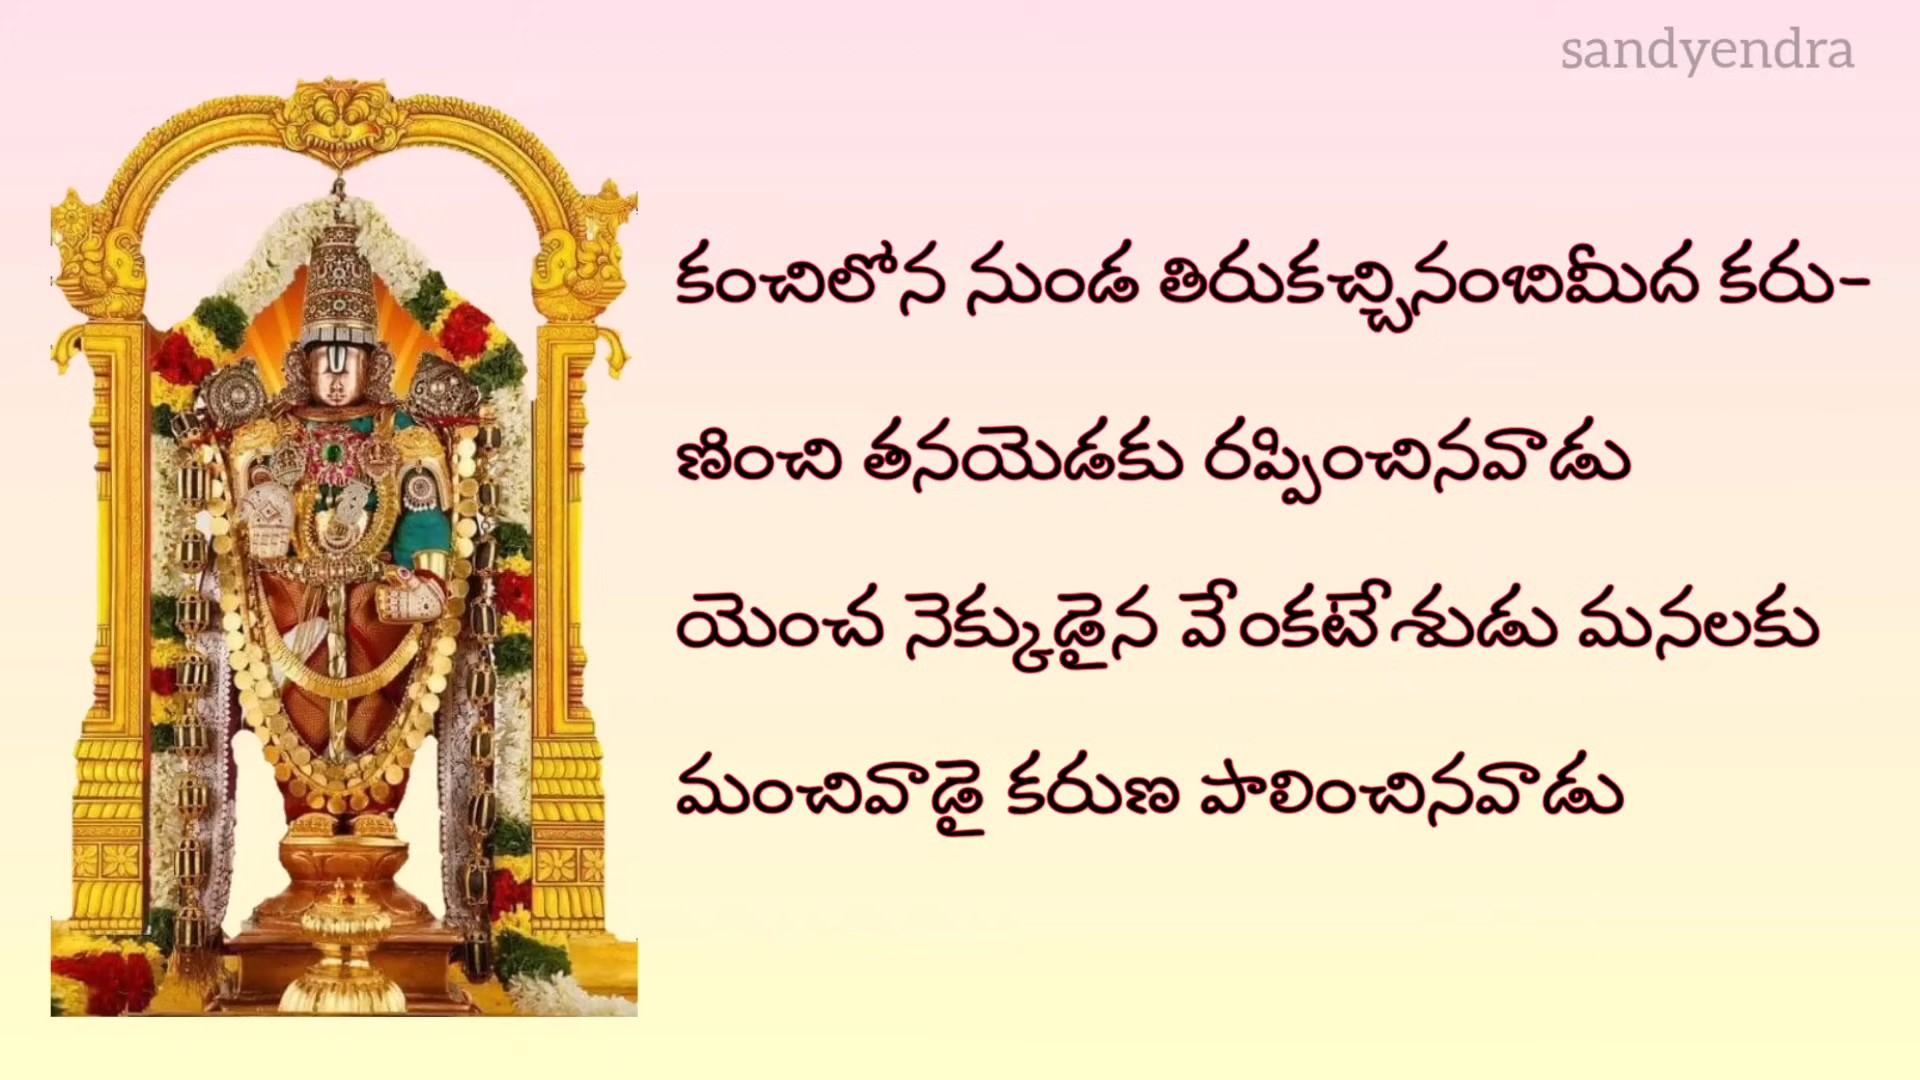 sandyendra
కంచిలోన నుండ తిరుకచ్చినంబిమీద కరు-
ణించి తనయెడకు రప్పించినవాడు
యెంచ నెక్కుడైన వేంకటేశుడు మనలకు
మంచివాడై కరుణ పాలించినవాడు